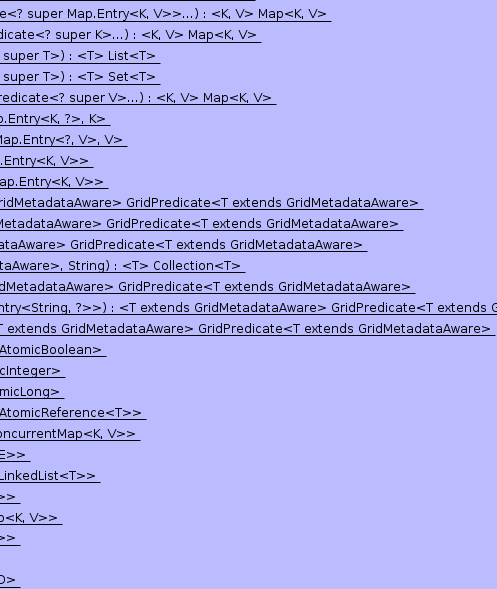 e<? super Map.Entry<K, V>>...) : <K, V> Map<K, V>
dicate<? super K>...) : <K, V> Map<K, V>
super T>) : <T> List<T>
super T>) : <T> Set<T>
redicate<? super V>...) : <K, V> Map<K, V>
p.Entry<K, ?>, K>
Map.Entry<?, V>, V>
.Entry<K, V>>
ap.Entry<K, V>>
ridMetadataAware> GridPredicate<T extends GridMetadataAware>
MetadataAware> GridPredicate<T extends GridMetadataAware>
ataAware> GridPredicate<T extends GridMetadataAware>
taAware>, String) : <T> Collection<T>
dMetadataAware> GridPredicate<T extends GridMetadataAware>
ntry<String, ?>>) : <T extends GridMetadataAware> GridPredicate<T extends G
T extends GridMetadataAware> GridPredicate<T extends GridMetadataAware>
AtomicBoolean>
cInteger>
micLong>
AtomicReference<T>>
oncurrentMap<K, V>>
E>>
LinkedList<T>>
>>
p<K, V>>
>>
O>